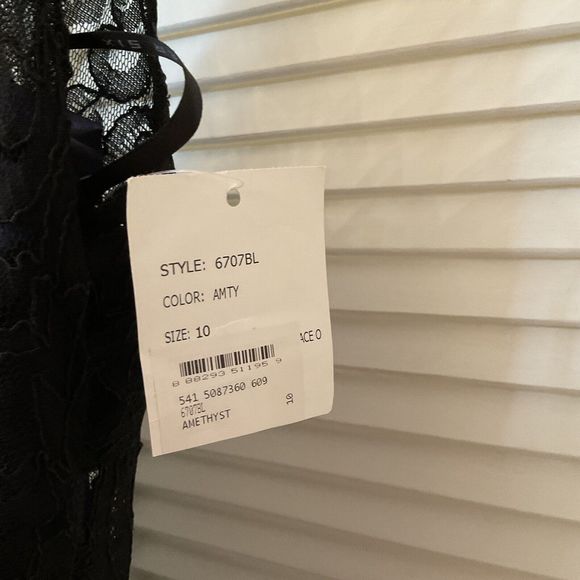 STYLE: 6707BL
COLOR: AMTY
SIZE: 10
ACE O
8 88293 51195 9
541 5087360 609
6707BL
AMETHYST
10